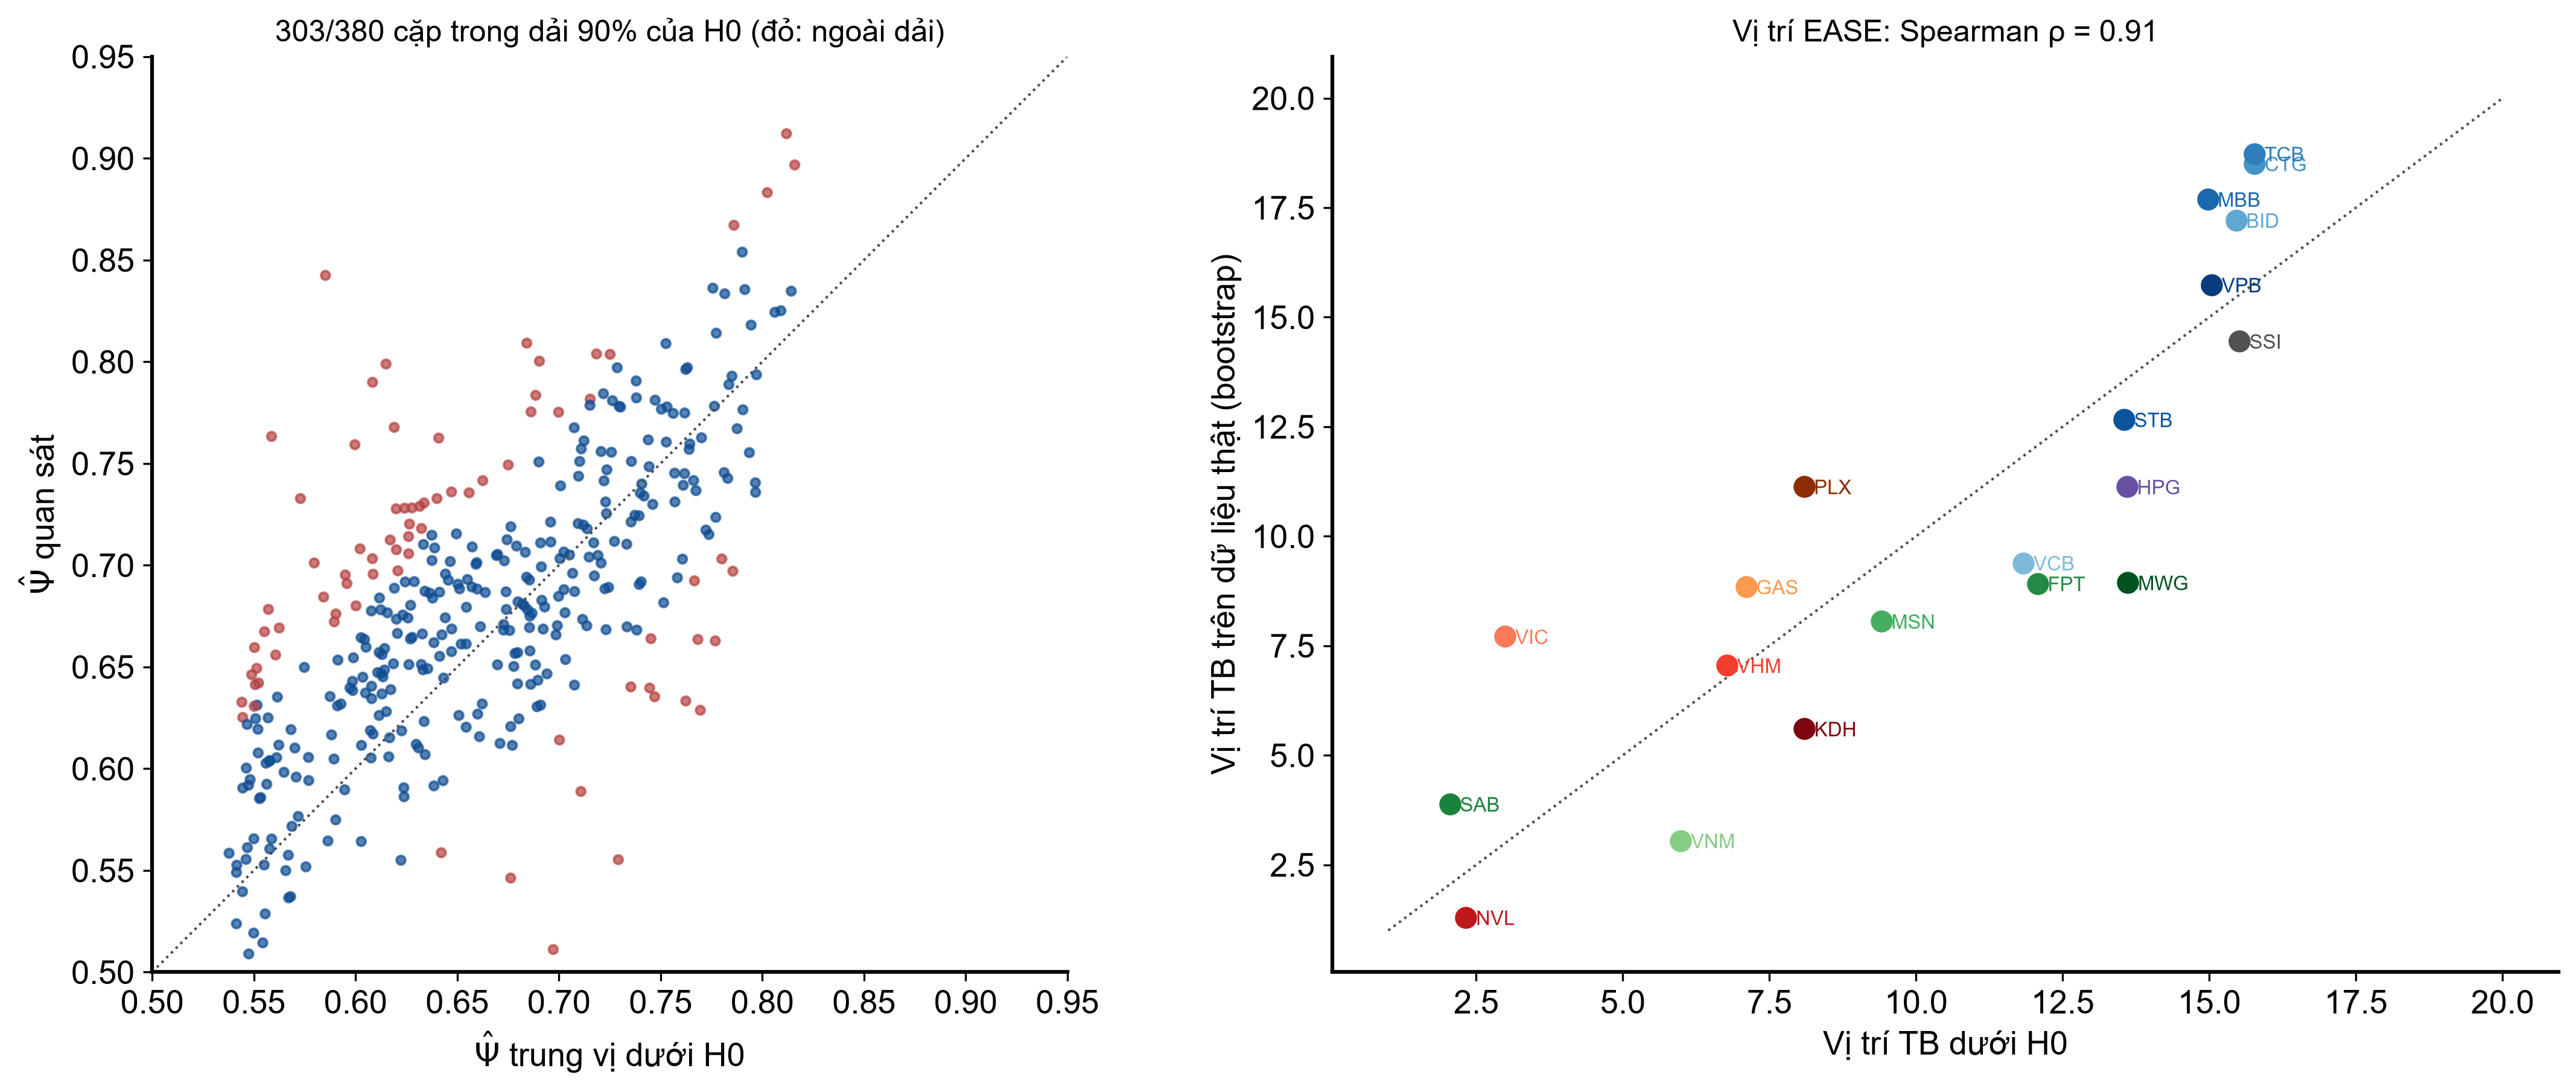 303/380 cặp trong dải 90% của H0 (đỏ: ngoài dải)
0.95
0.90
0.85
0.80
0.75
0.70
0.65
0.60
0.55
0.50
Ψ̂ quan sát
0.50 0.55 0.60 0.65 0.70 0.75 0.80 0.85 0.90 0.95
Ψ̂ trung vị dưới H0
Vị trí EASE: Spearman ρ = 0.91
20.0
17.5
15.0
12.5
10.0
7.5
5.0
2.5
Vị trí TB trên dữ liệu thật (bootstrap)
TCB
CTG
MBB
BID
VPB
SSI
STB
PLX
HPG
VCB
FPT
MWG
GAS
MSN
VIC
VHM
KDH
SAB
VNM
NVL
2.5 5.0 7.5 10.0 12.5 15.0 17.5 20.0
Vị trí TB dưới H0